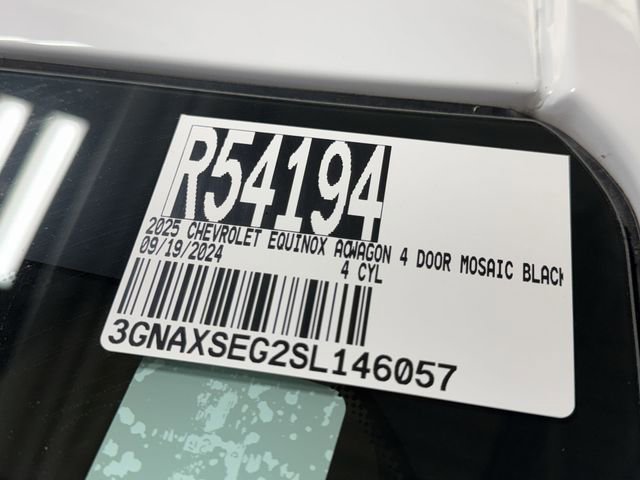 R54194
2025 CHEVROLET EQUINOX AWAGON 4 DOOR MOSAIC BLACK
09/19/2024 4 CYL
3GNAXSEG2SL146057